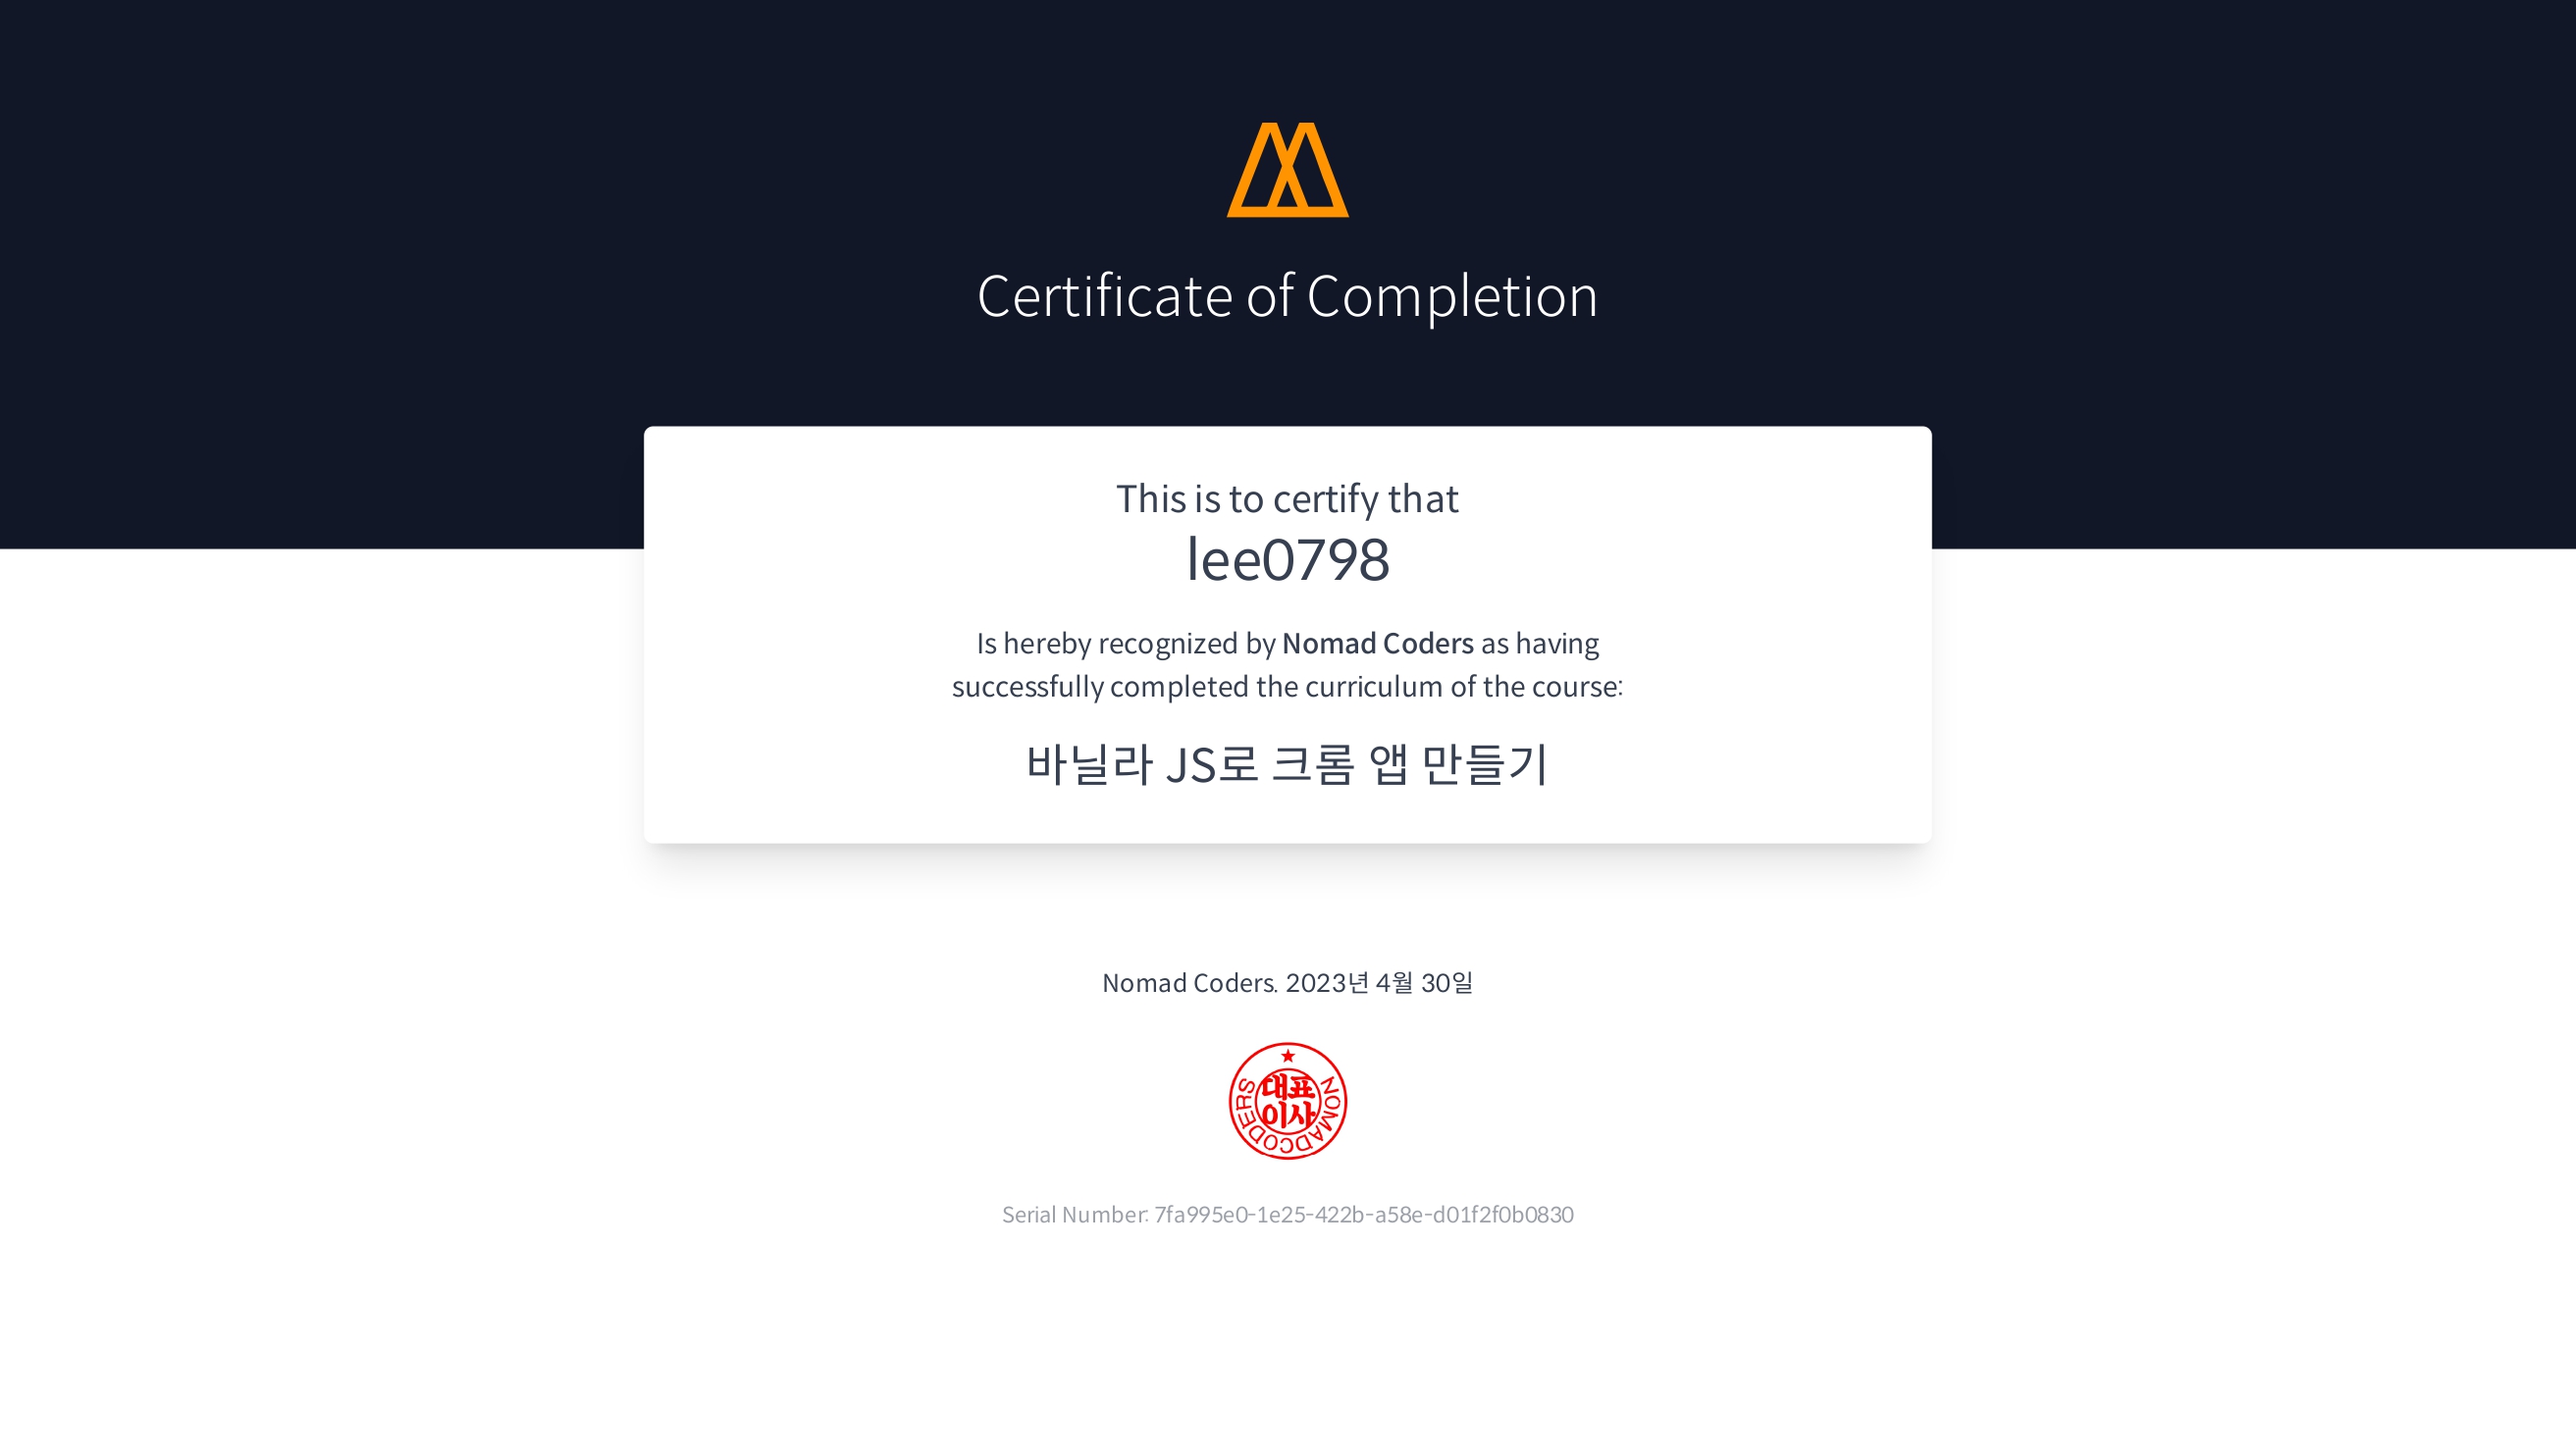 Certificate of Completion
This is to certify that
lee0798
Is hereby recognized by Nomad Coders as having
successfully completed the curriculum of the course:
바닐라 JS로 크롬 앱 만들기
Nomad Coders. 2023년 4월 30일
대표
이사
NOMADCODERS
Serial Number: 7fa995e0-1e25-422b-a58e-d01f2f0b0830